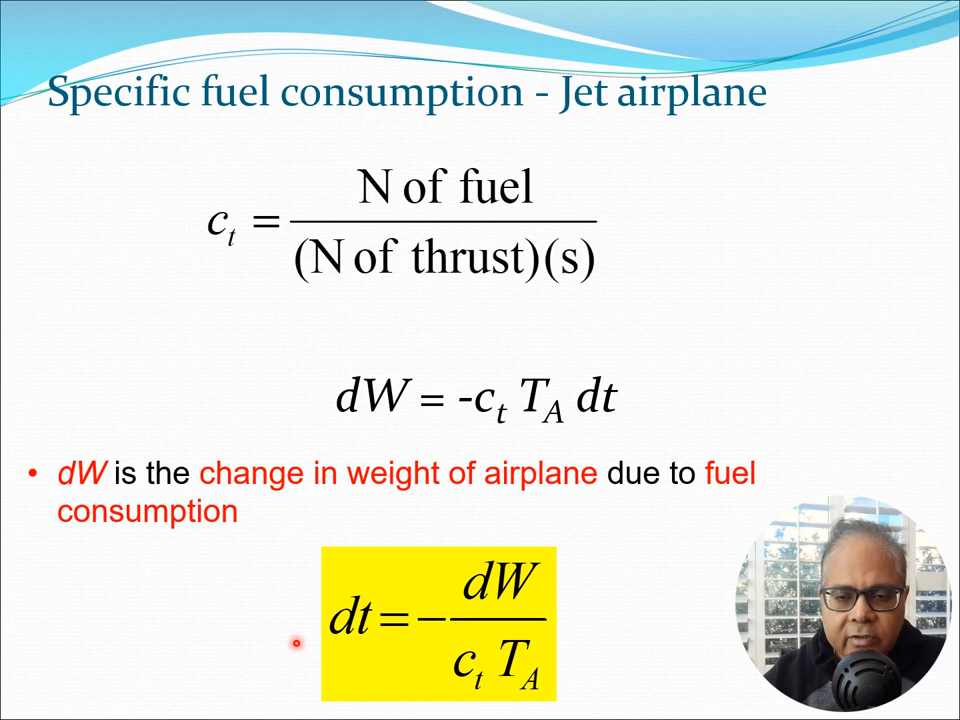 Specific fuel consumption - Jet airplane
c_t = N of fuel / (N of thrust)(s)
dW = -c_t T_A dt
• dW is the change in weight of airplane due to fuel
consumption
dt = - dW / c_t T_A